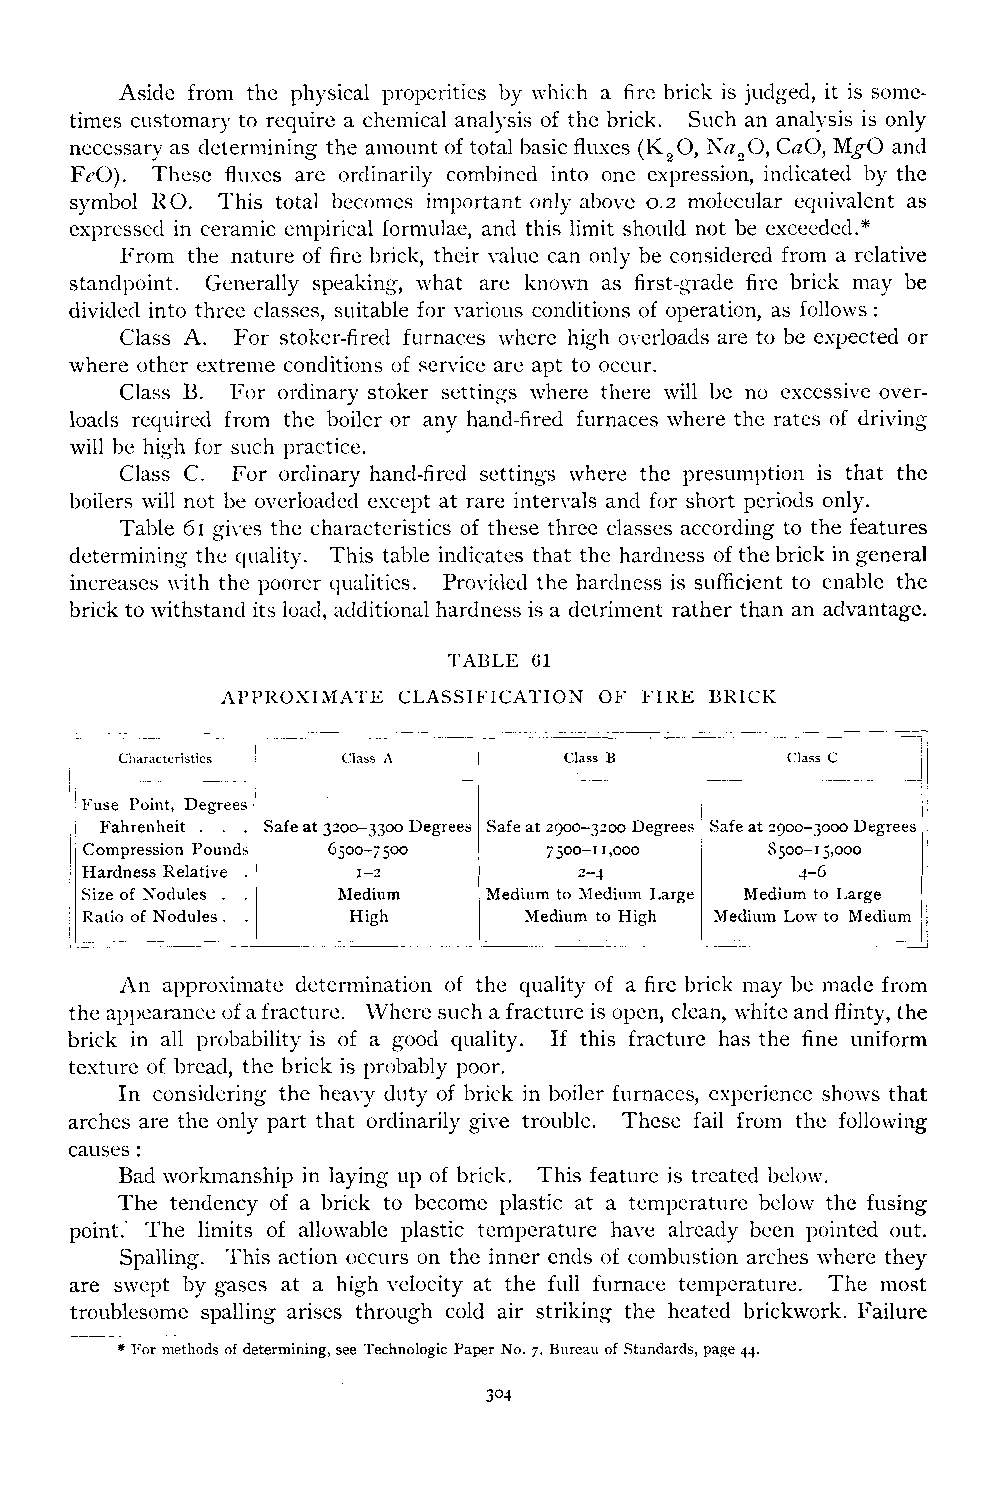 Aside from the physical properities by which a fire brick is judged, it is some-
times customary to require a chemical analysis of the brick. Such an analysis is only
necessary as determining the amount of total basic fluxes (K₂O, Na₂O, CaO, MgO and
FeO). These fluxes are ordinarily combined into one expression, indicated by the
symbol RO. This total becomes important only above 0.2 molecular equivalent as
expressed in ceramic empirical formulae, and this limit should not be exceeded.*
From the nature of fire brick, their value can only be considered from a relative
standpoint. Generally speaking, what are known as first-grade fire brick may be
divided into three classes, suitable for various conditions of operation, as follows:
Class A. For stoker-fired furnaces where high overloads are to be expected or
where other extreme conditions of service are apt to occur.
Class B. For ordinary stoker settings where there will be no excessive over-
loads required from the boiler or any hand-fired furnaces where the rates of driving
will be high for such practice.
Class C. For ordinary hand-fired settings where the presumption is that the
boilers will not be overloaded except at rare intervals and for short periods only.
Table 61 gives the characteristics of these three classes according to the features
determining the quality. This table indicates that the hardness of the brick in general
increases with the poorer qualities. Provided the hardness is sufficient to enable the
brick to withstand its load, additional hardness is a detriment rather than an advantage.
TABLE 61
APPROXIMATE CLASSIFICATION OF FIRE BRICK
Characteristics Class A Class B Class C
Fuse Point, Degrees
Fahrenheit . . . Safe at 3200–3300 Degrees Safe at 2900–3200 Degrees Safe at 2900–3000 Degrees
Compression Pounds 6500–7500 7500–11,000 8500–15,000
Hardness Relative . 1–2 2–4 4–6
Size of Nodules . . Medium Medium to Medium Large Medium to Large
Ratio of Nodules . . High Medium to High Medium Low to Medium
An approximate determination of the quality of a fire brick may be made from
the appearance of a fracture. Where such a fracture is open, clean, white and flinty, the
brick in all probability is of a good quality. If this fracture has the fine uniform
texture of bread, the brick is probably poor.
In considering the heavy duty of brick in boiler furnaces, experience shows that
arches are the only part that ordinarily give trouble. These fail from the following
causes:
Bad workmanship in laying up of brick. This feature is treated below.
The tendency of a brick to become plastic at a temperature below the fusing
point. The limits of allowable plastic temperature have already been pointed out.
Spalling. This action occurs on the inner ends of combustion arches where they
are swept by gases at a high velocity at the full furnace temperature. The most
troublesome spalling arises through cold air striking the heated brickwork. Failure
* For methods of determining, see Technologic Paper No. 7, Bureau of Standards, page 44.
304